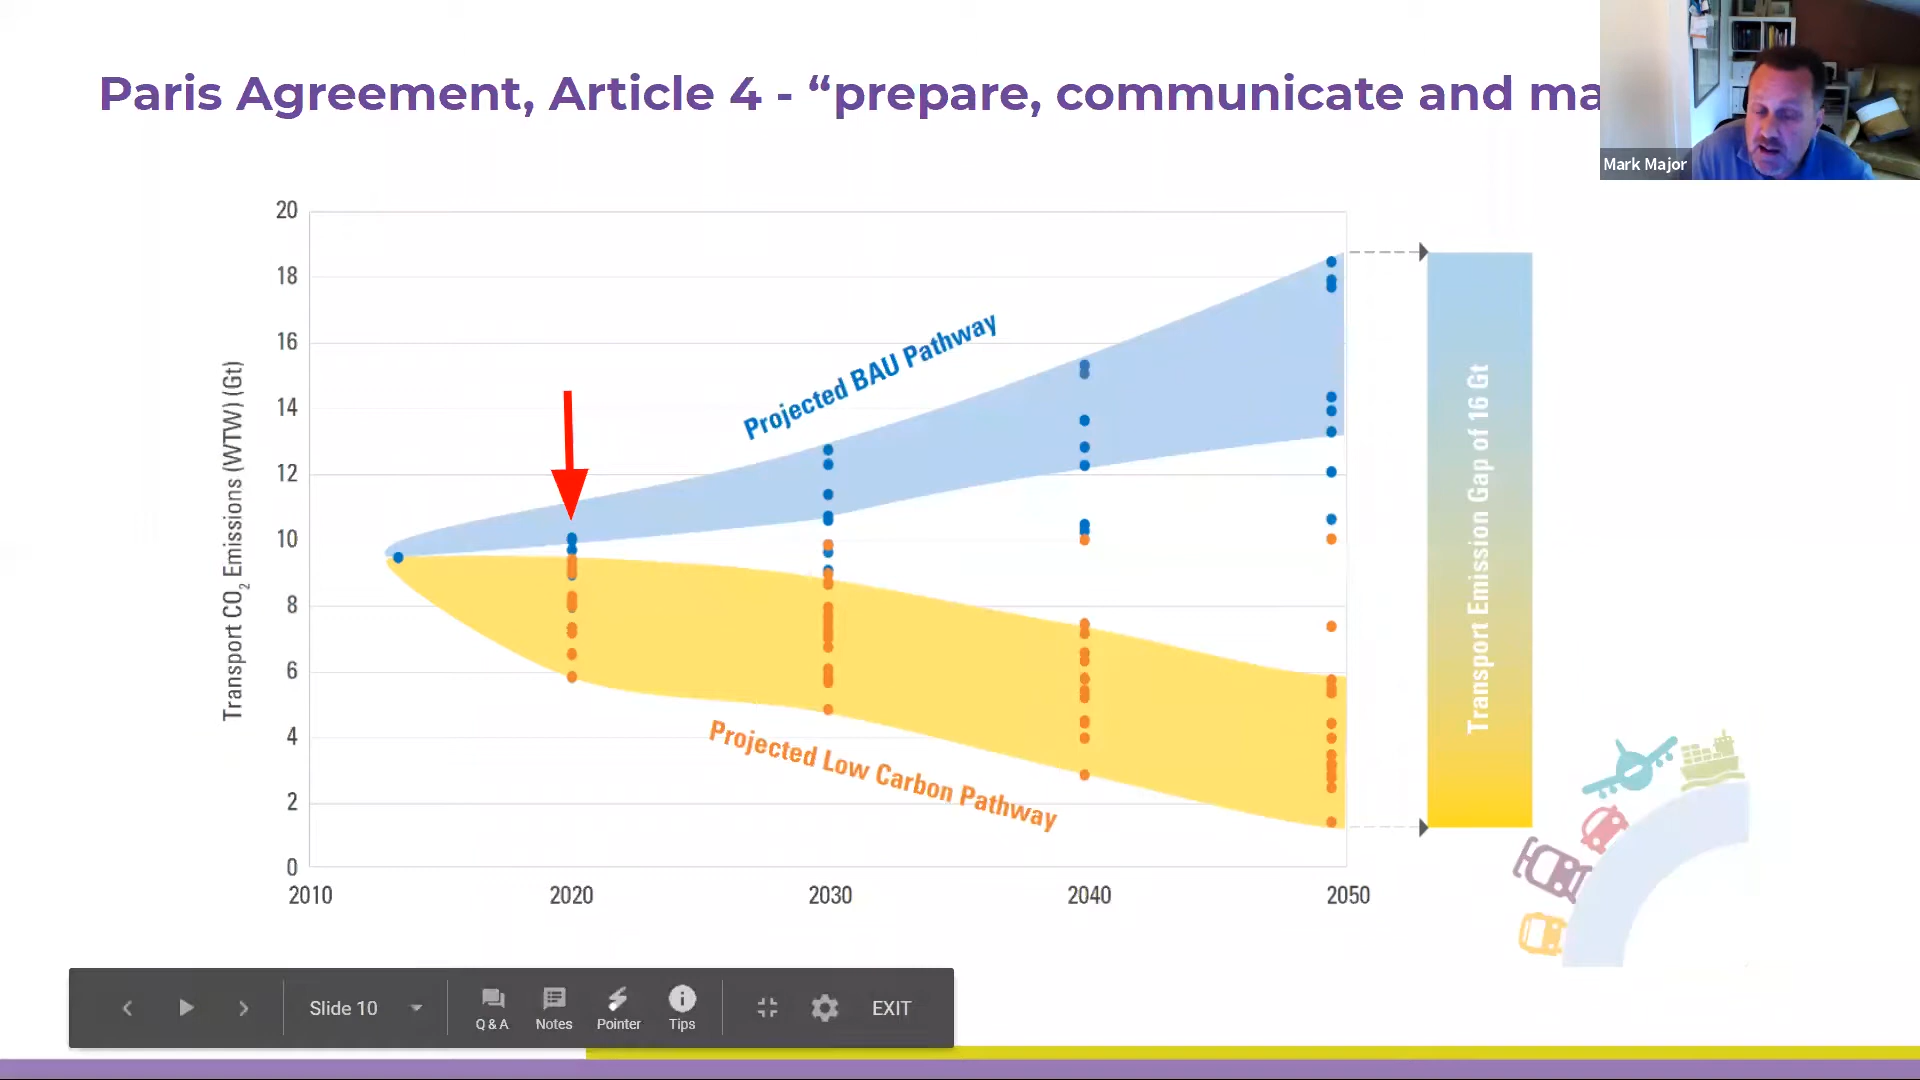 Paris Agreement, Article 4 - “prepare, communicate and ma
Mark Major
20
18
16
14
12
10
8
6
4
2
0
Transport CO2 Emissions (WTW) (Gt)
Projected BAU Pathway
Projected Low Carbon Pathway
Transport Emission Gap of 16 Gt
2010
2020
2030
2040
2050
Slide 10
Q & A
Notes
Pointer
Tips
EXIT